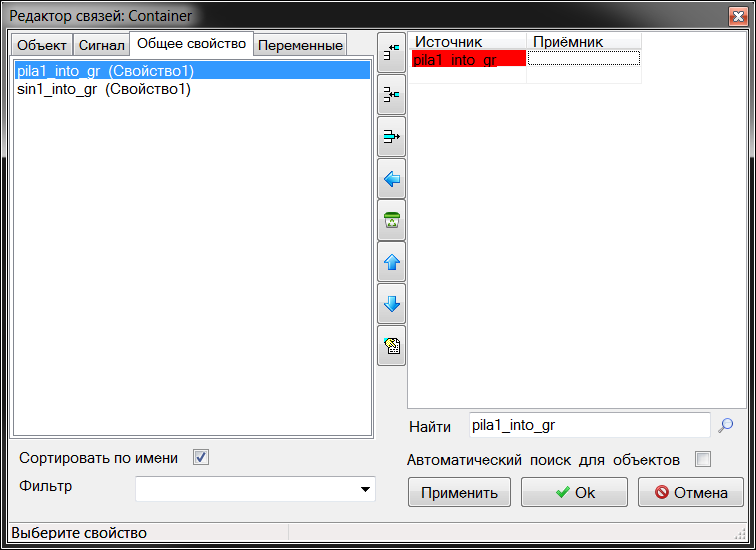 Редактор связей: Container
Объект Сигнал Общее свойство Переменные
pila1_into_gr (Свойство1)
sin1_into_gr (Свойство1)
Источник Приёмник
pila1_into_gr
Найти pila1_into_gr
Сортировать по имени
Автоматический поиск для объектов
Фильтр
Применить Ok Отмена
Выберите свойство